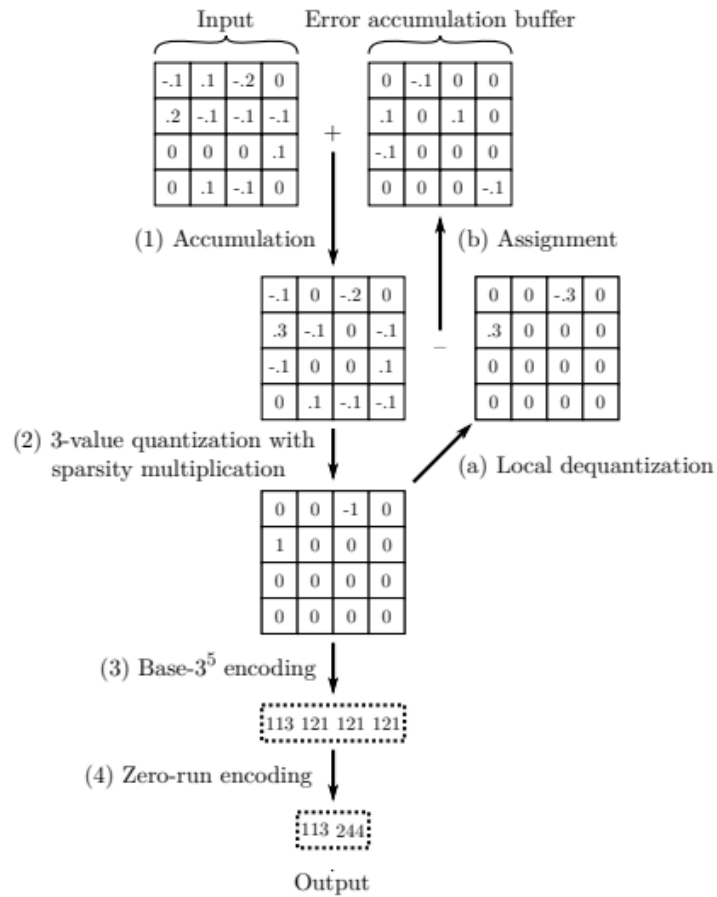 Input Error accumulation buffer
-.1 .1 -.2 0 0 -.1 0 0
.2 -.1 -.1 -.1 .1 0 .1 0
+
0 0 0 .1 -.1 0 0 0
0 .1 -.1 0 0 0 0 -.1
(1) Accumulation (b) Assignment
-.1 0 -.2 0 0 0 -.3 0
.3 -.1 0 -.1 .3 0 0 0
–
-.1 0 0 .1 0 0 0 0
0 .1 -.1 -.1 0 0 0 0
(2) 3-value quantization with
sparsity multiplication
(a) Local dequantization
0 0 -1 0
1 0 0 0
0 0 0 0
0 0 0 0
(3) Base-3⁵ encoding
113 121 121 121
(4) Zero-run encoding
113 244
Output